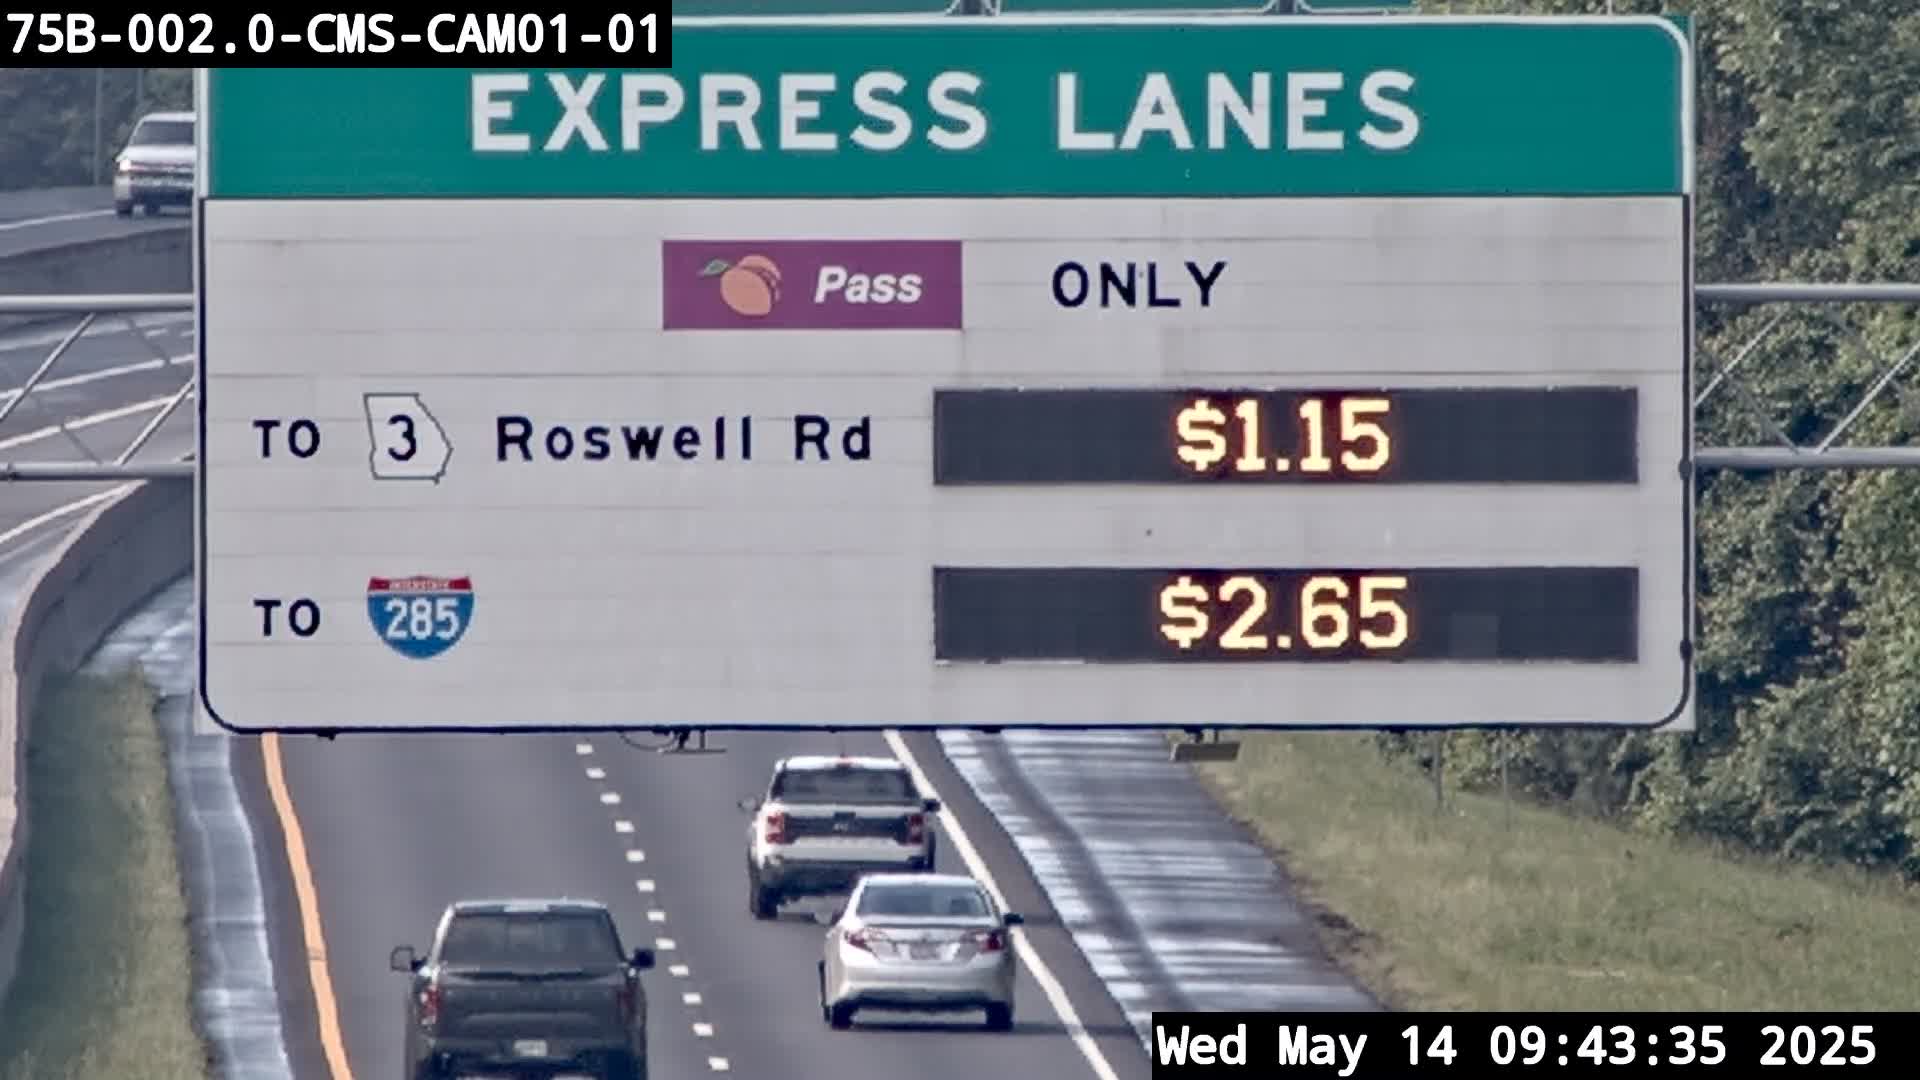 75B-002.0-CMS-CAM01-01
EXPRESS LANES
Pass ONLY
TO 3 Roswell Rd $1.15
INTERSTATE
TO 285 $2.65
Wed May 14 09:43:35 2025